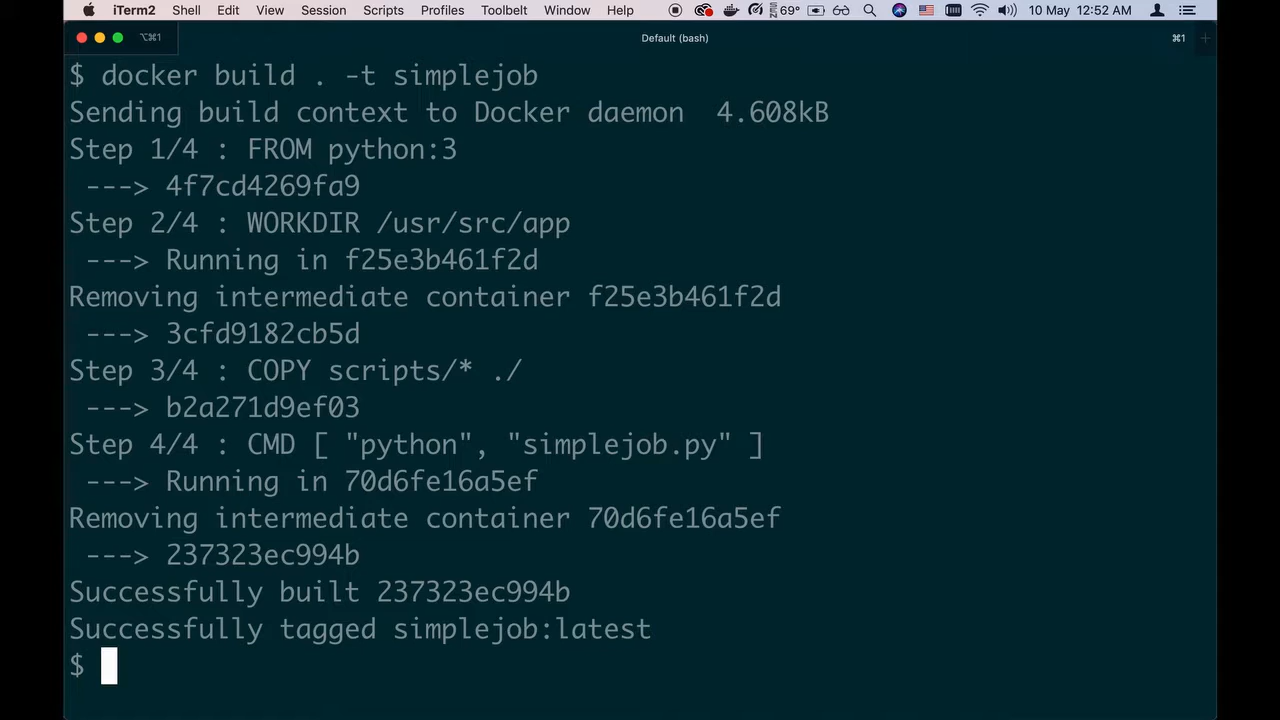 iTerm2 Shell Edit View Session Scripts Profiles Toolbelt Window Help 10 May 12:52 AM
⌥⌘1 Default (bash) ⌘1
$ docker build . -t simplejob
Sending build context to Docker daemon  4.608kB
Step 1/4 : FROM python:3
 ---> 4f7cd4269fa9
Step 2/4 : WORKDIR /usr/src/app
 ---> Running in f25e3b461f2d
Removing intermediate container f25e3b461f2d
 ---> 3cfd9182cb5d
Step 3/4 : COPY scripts/* ./
 ---> b2a271d9ef03
Step 4/4 : CMD [ "python", "simplejob.py" ]
 ---> Running in 70d6fe16a5ef
Removing intermediate container 70d6fe16a5ef
 ---> 237323ec994b
Successfully built 237323ec994b
Successfully tagged simplejob:latest
$